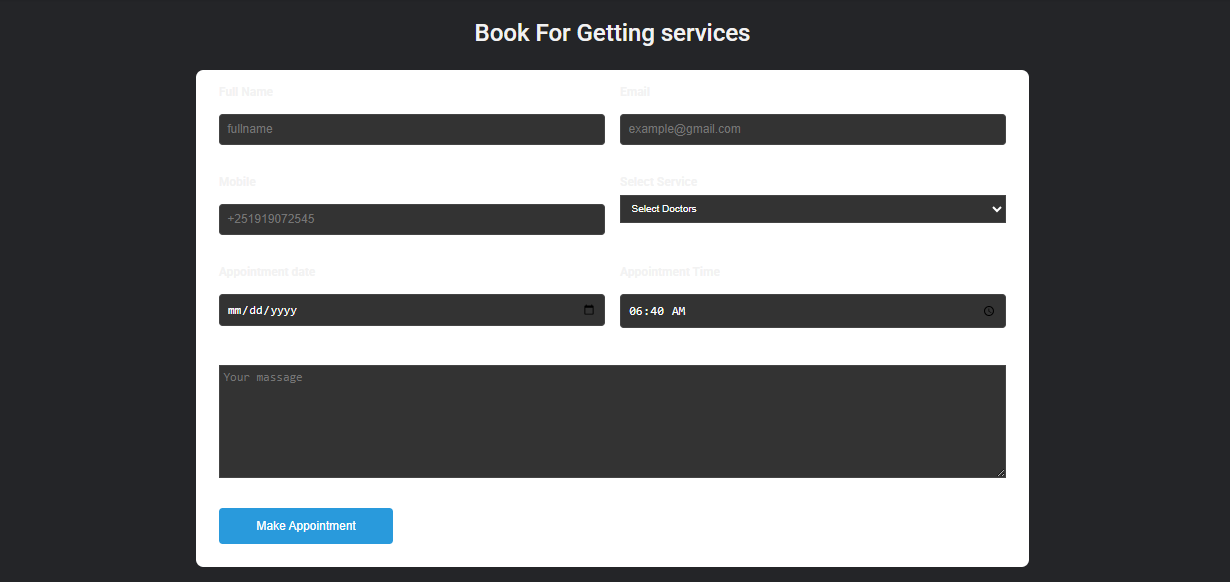 Book For Getting services
Full Name
Email
fullname
example@gmail.com
Mobile
Select Service
+251919072545
Select Doctors
Appointment date
Appointment Time
mm/dd/yyyy
06:40 AM
Your massage
Make Appointment